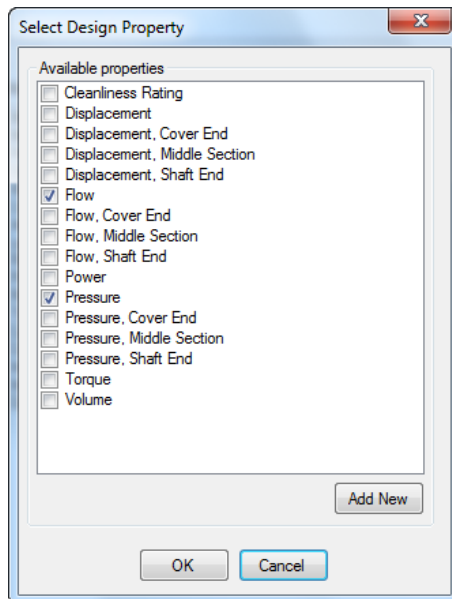 Select Design Property
Available properties
Cleanliness Rating
Displacement
Displacement, Cover End
Displacement, Middle Section
Displacement, Shaft End
Flow
Flow, Cover End
Flow, Middle Section
Flow, Shaft End
Power
Pressure
Pressure, Cover End
Pressure, Middle Section
Pressure, Shaft End
Torque
Volume
Add New
OK
Cancel